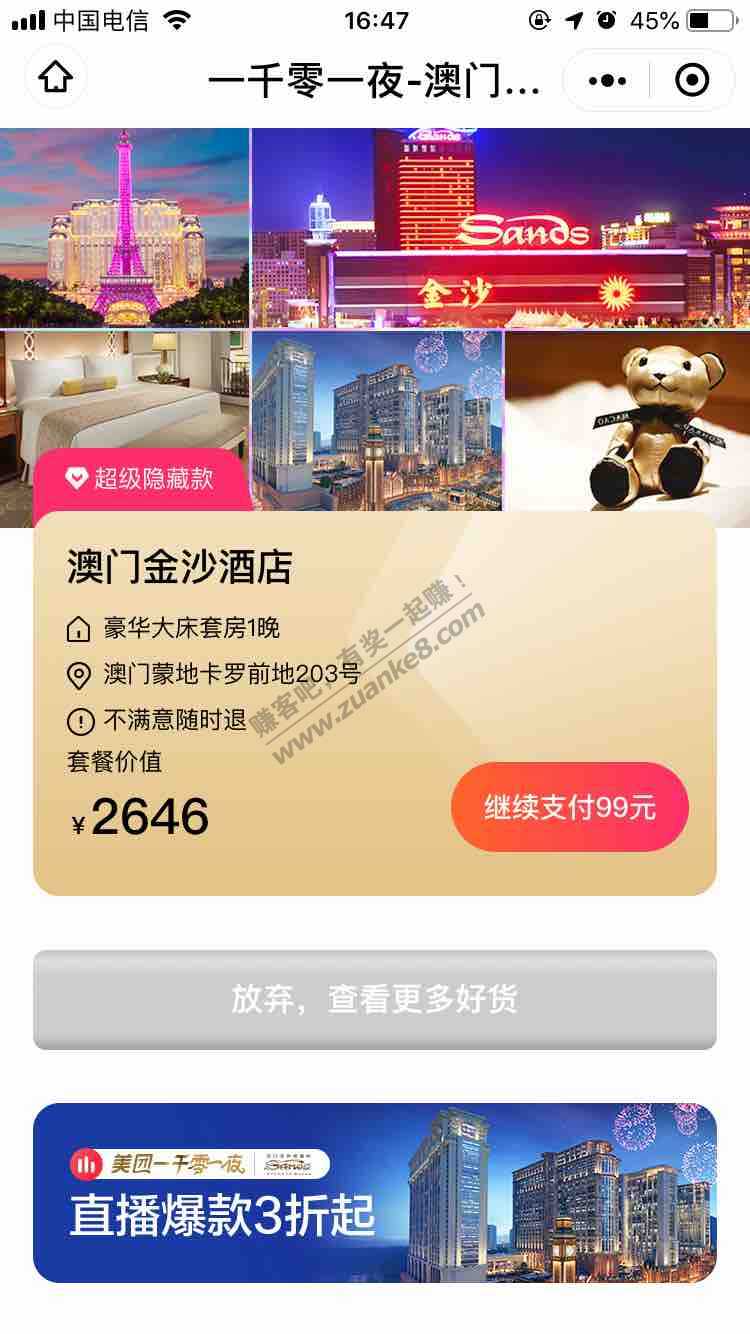 中国电信
16:47
45%
一千零一夜-澳门...
Sands
金沙
MACAO
超级隐藏款
澳门金沙酒店
豪华大床套房1晚
澳门蒙地卡罗前地203号
不满意随时退
套餐价值
¥2646
继续支付99元
赚客吧，有奖一起赚！
www.zuanke8.com
放弃，查看更多好货
美团一千零一夜
直播爆款3折起